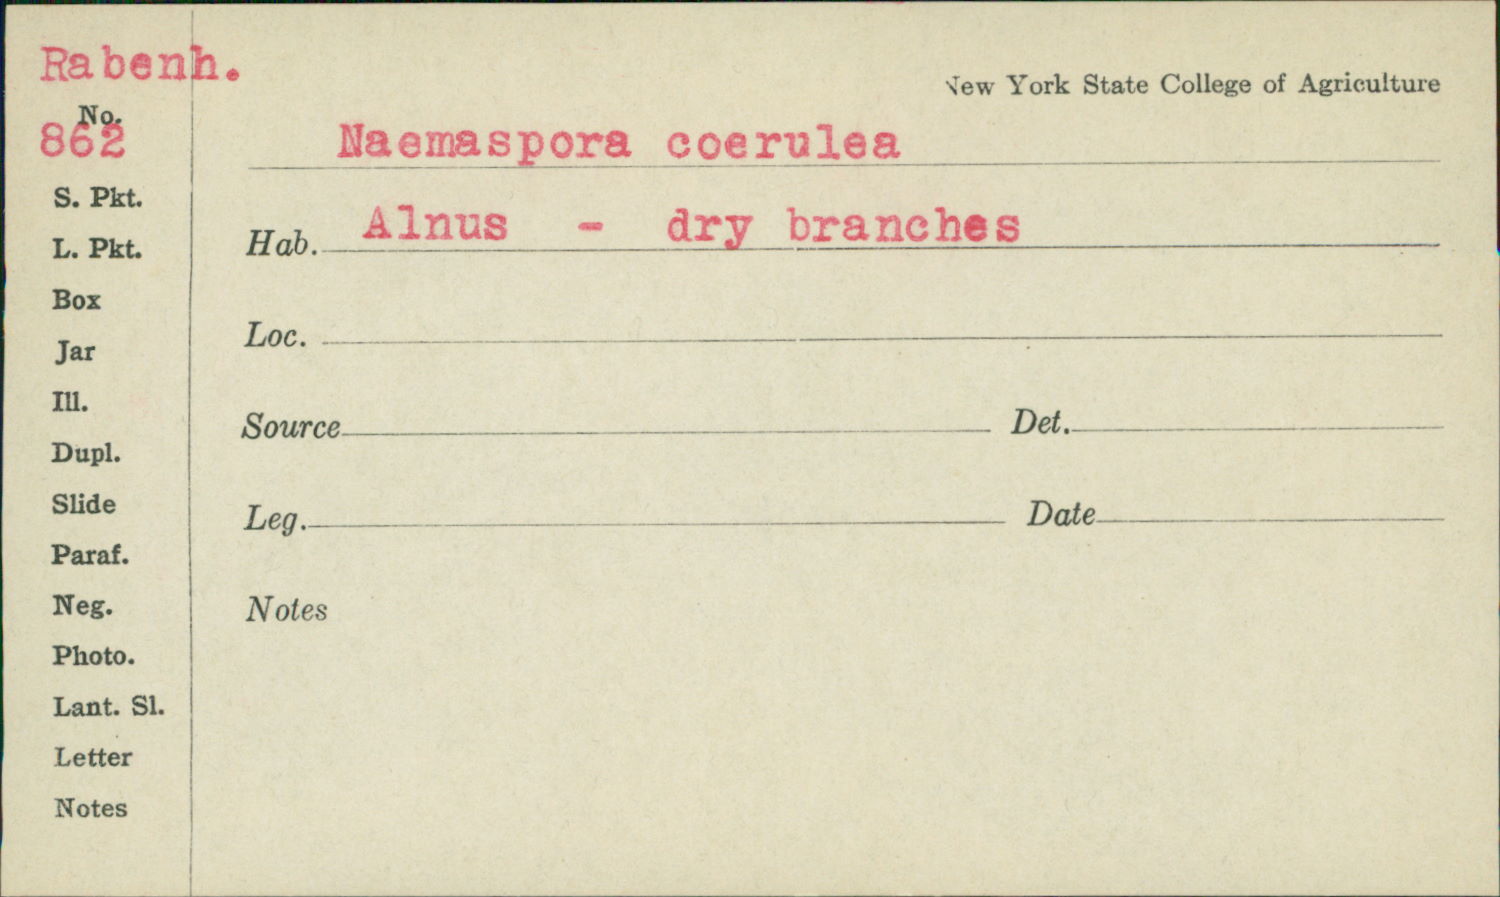 Rabenh.
New York State College of Agriculture
No.
862
Naemaspora coerulea
S. Pkt.
Hab. Alnus - dry branches
L. Pkt.
Box
Loc.
Jar
Ill.
Source Det.
Dupl.
Slide
Leg. Date
Paraf.
Neg.
Notes
Photo.
Lant. Sl.
Letter
Notes